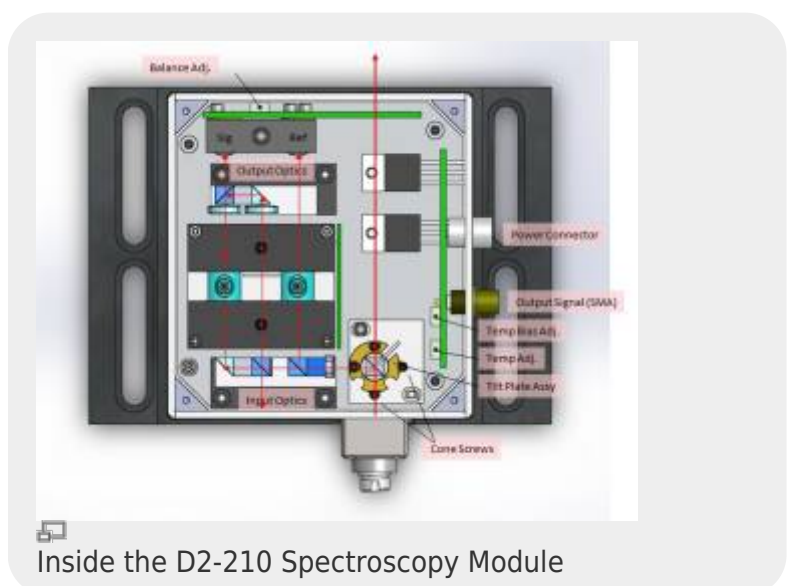 Balance Adj.
Sig
Ref
Output Optics
Power Connector
Output Signal (SMA)
Temp Bias Adj.
Temp Adj.
Tilt Plate Assy
Input Optics
Cone Screws
Inside the D2-210 Spectroscopy Module